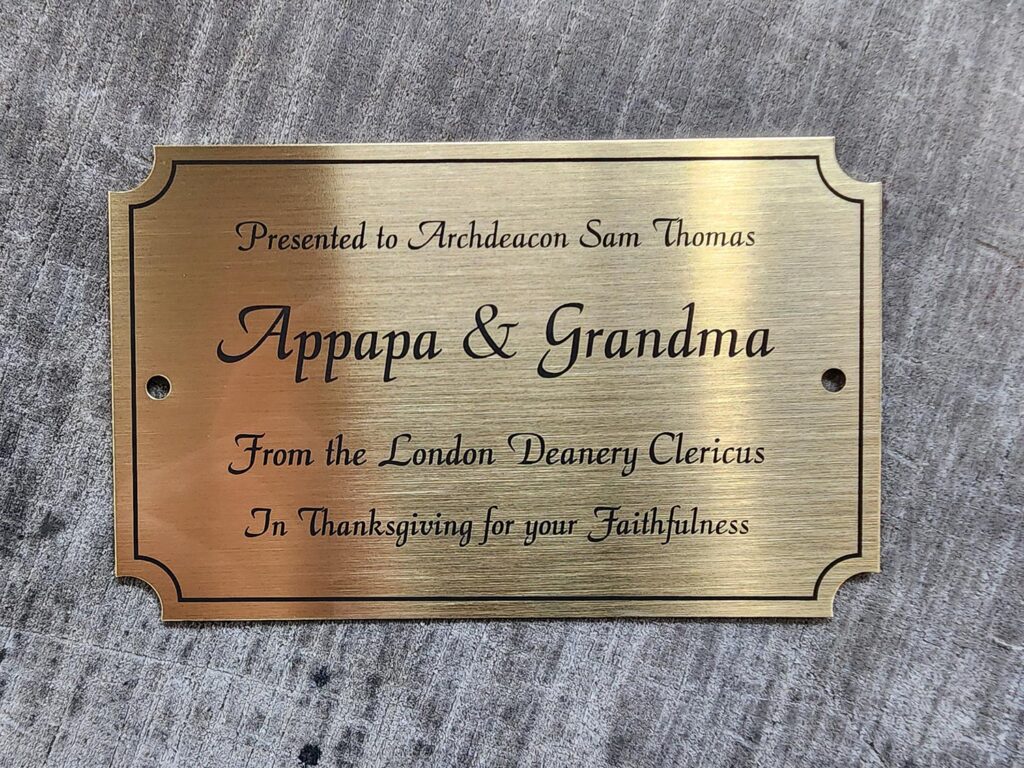 Presented to Archdeacon Sam Thomas
Appapa & Grandma
From the London Deanery Clericus
In Thanksgiving for your Faithfulness